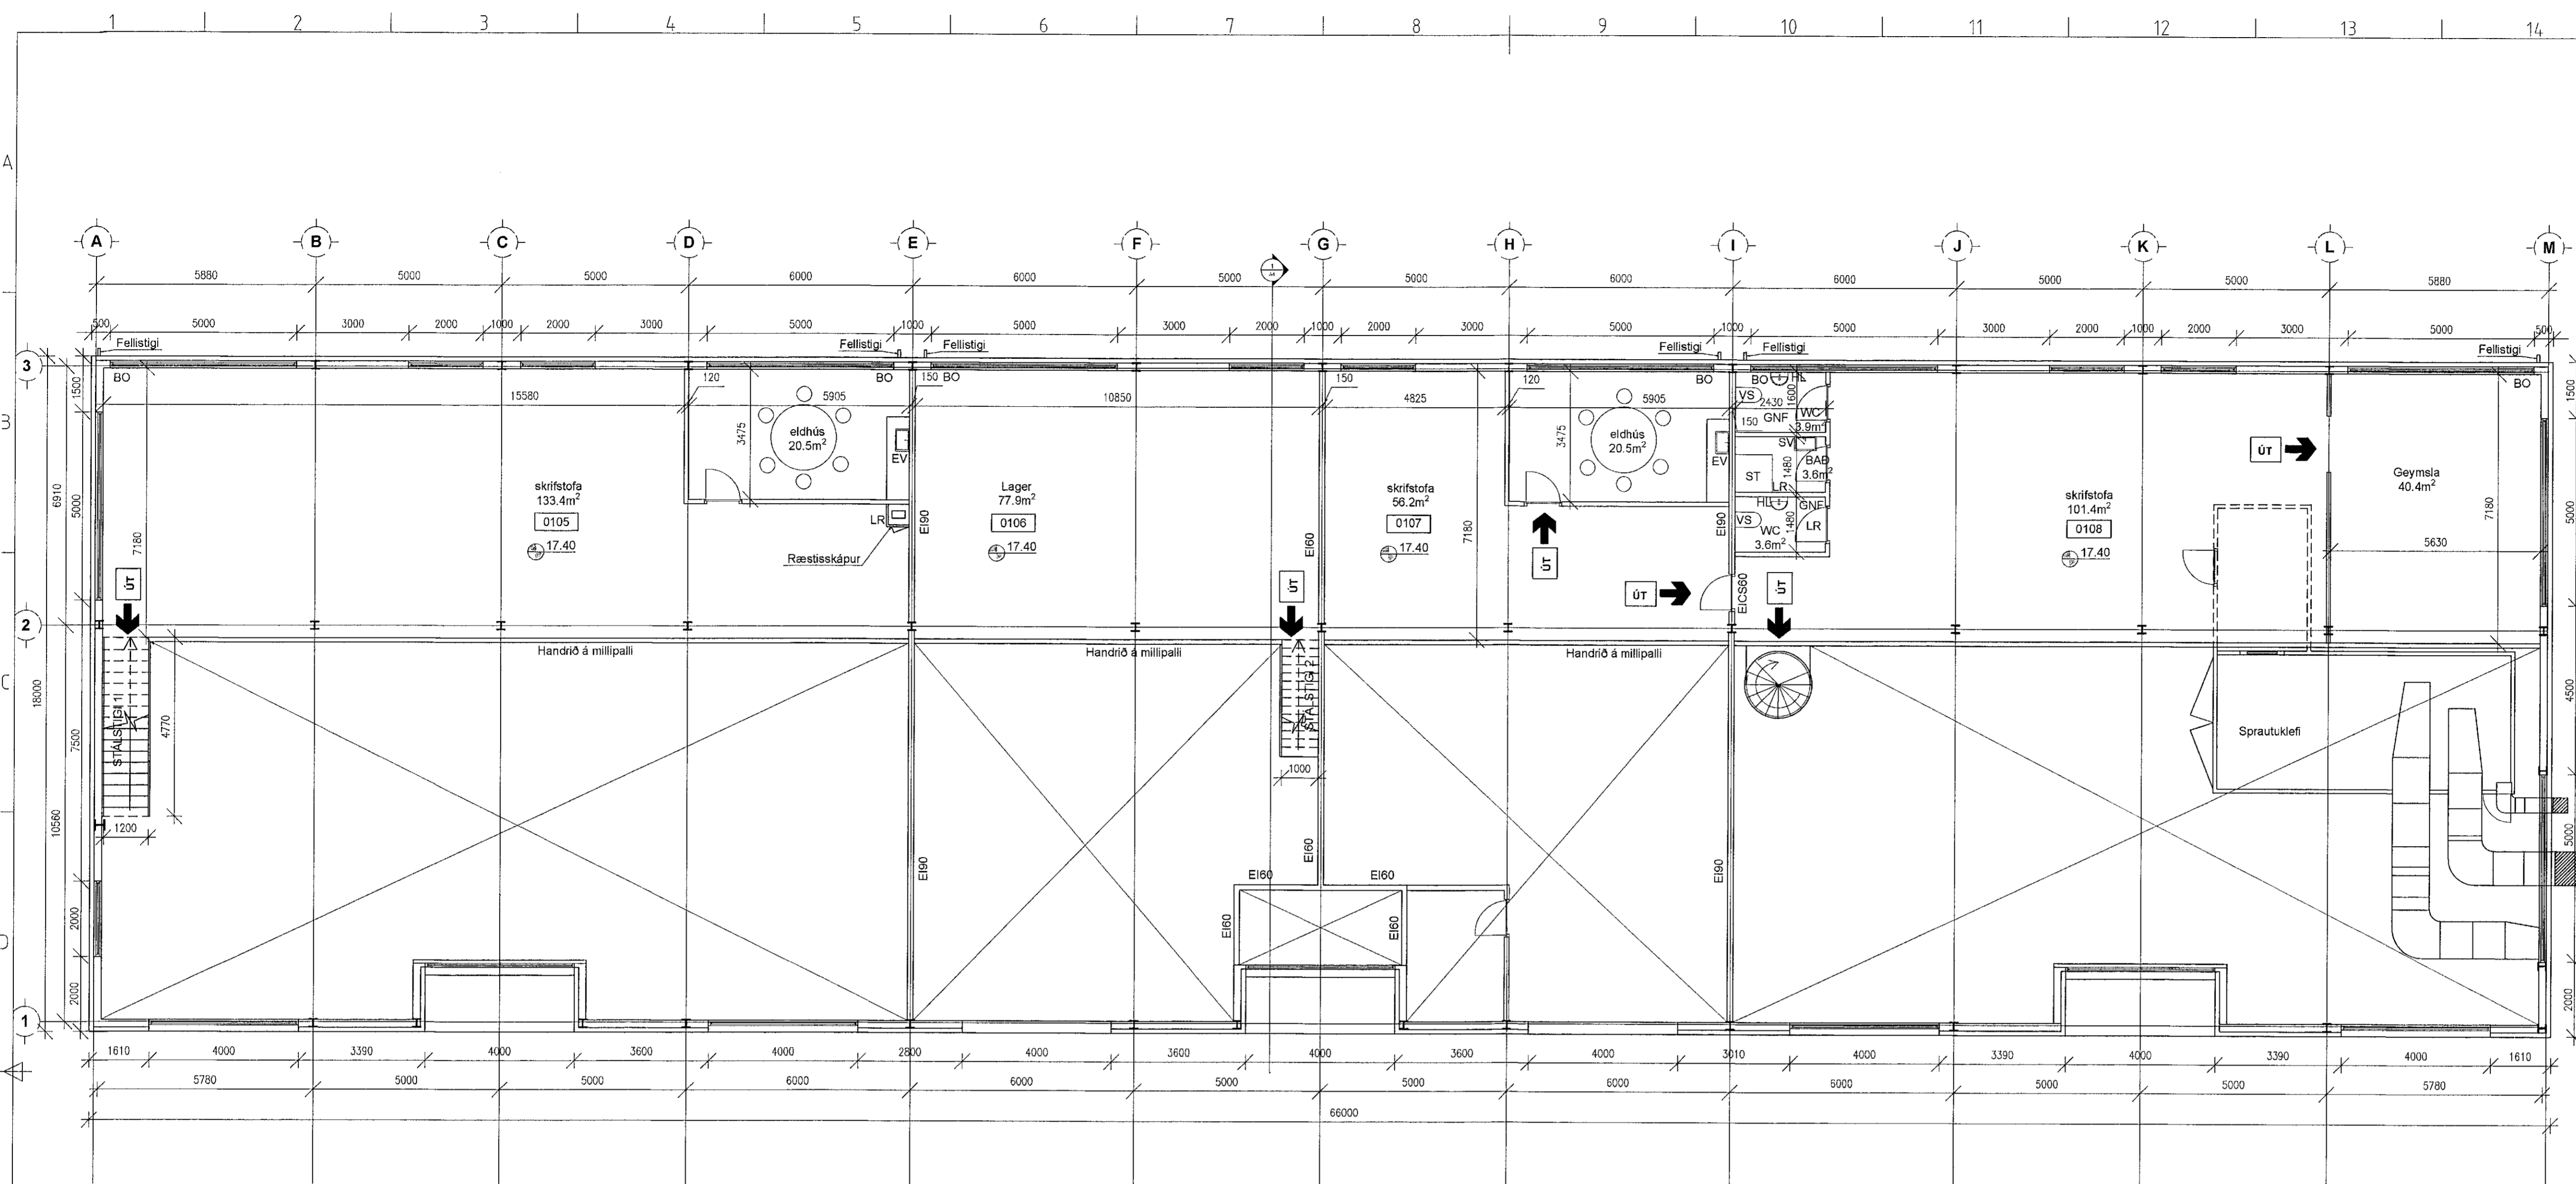 1 2 3 4 5 6 7 8 9 10 11 12 13 14
A
B
C
D
A B C D E F G H I J K L M
5880 5000 5000 6000 6000 5000 5000 6000 6000 5000 5000 5880
500 5000 3000 2000 1000 2000 3000 5000 1000 5000 3000 2000 1000 2000 3000 5000 1000 5000 3000 2000 1000 2000 3000 5000 500
Fellistigi Fellistigi Fellistigi Fellistigi Fellistigi Fellistigi
3
BO BO BO BO BO BO
120 150 150 120
15580 5905 10850 4825 5905
1500
5000
6910
7180
3475
eldhús
20.5m²
EV
skrifstofa
133.4m²
0105
17.40
LR
Ræstisskápur
EI90
Lager
77.9m²
0106
17.40
EI60
skrifstofa
56.2m²
0107
17.40
7180
3475
eldhús
20.5m²
EV
EI90
HL
VS
2430
1600
GNF
WC
3.9m²
150
SV
BAÐ
3.6m²
ST
1480
LR
HL
GNF
VS
WC
3.6m²
1480
LR
EICS60
skrifstofa
101.4m²
0108
17.40
Geymsla
40.4m²
5630
7180
1500
5000
ÚT ÚT ÚT ÚT ÚT ÚT
2
Handrið á millipalli Handrið á millipalli Handrið á millipalli
STÁLSTIGI 1
4770
1200
STÁLSTIGI 2
1000
18000
10560
7500
2000
2000
Sprautuklefi
4500
5000
2000
EI90
EI60
EI60 EI60
EI60
EI60
EI90
1
1610 4000 3390 4000 3600 4000 2800 4000 3600 4000 3600 4000 3010 4000 3390 4000 3390 4000 1610
5780 5000 5000 6000 6000 5000 5000 6000 6000 5000 5000 5780
66000